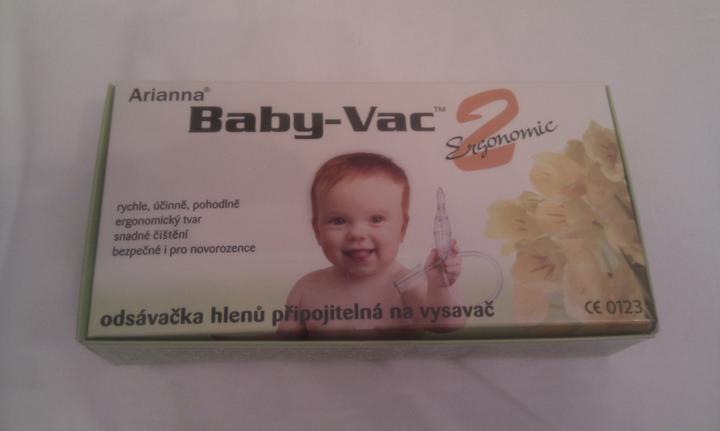 Arianna®
Baby-Vac™ 2
Ergonomic
rychle, účinně, pohodlně
ergonomický tvar
snadné čištění
bezpečné i pro novorozence
odsávačka hlenů připojitelná na vysavač
CE 0123